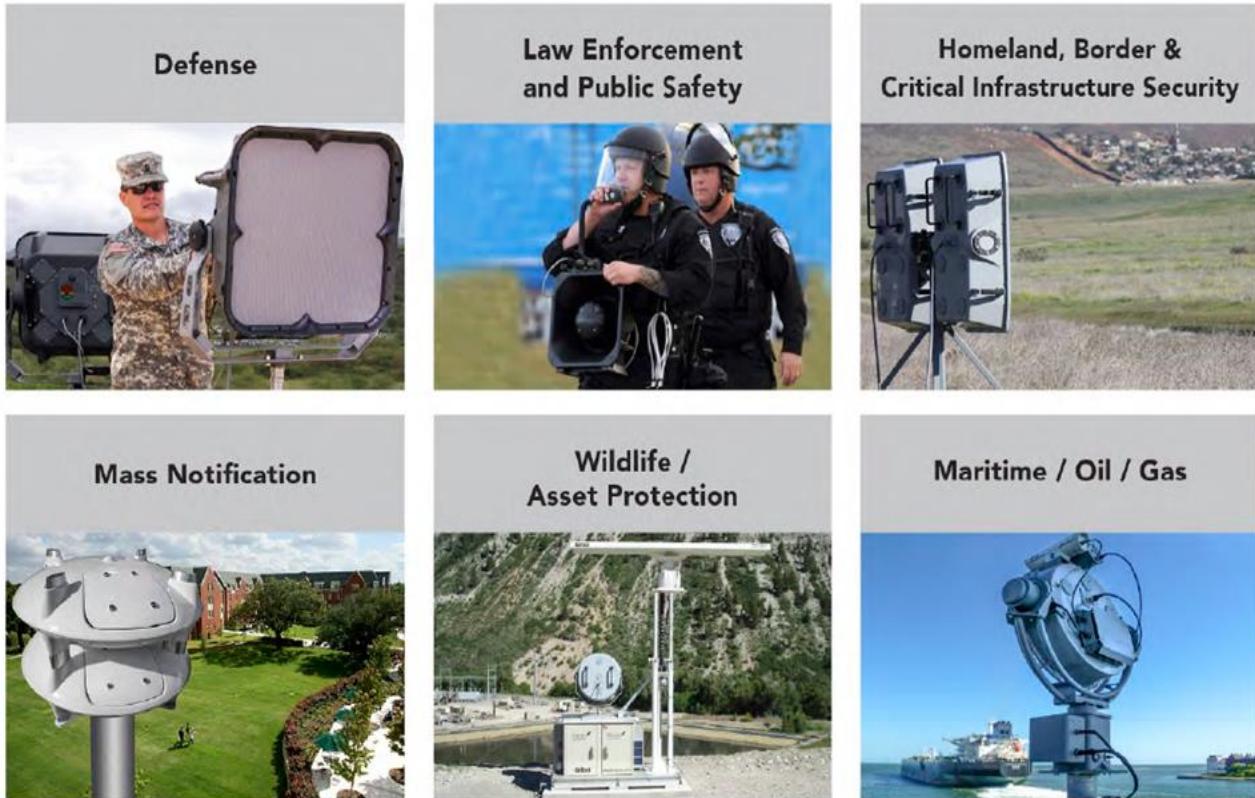 Defense
Law Enforcement
and Public Safety
Homeland, Border &
Critical Infrastructure Security
Mass Notification
Wildlife /
Asset Protection
Maritime / Oil / Gas